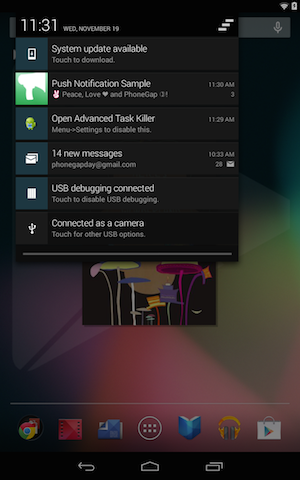 11:31 WED, NOVEMBER 19
System update available
Touch to download.
Push Notification Sample 11:30 AM
✌ Peace, Love ❤ and PhoneGap :3! 3
Open Advanced Task Killer 11:29 AM
Menu->Settings to disable this.
14 new messages 10:33 AM
phonegapday@gmail.com 28
USB debugging connected
Touch to disable USB debugging.
Connected as a camera
Touch for other USB options.